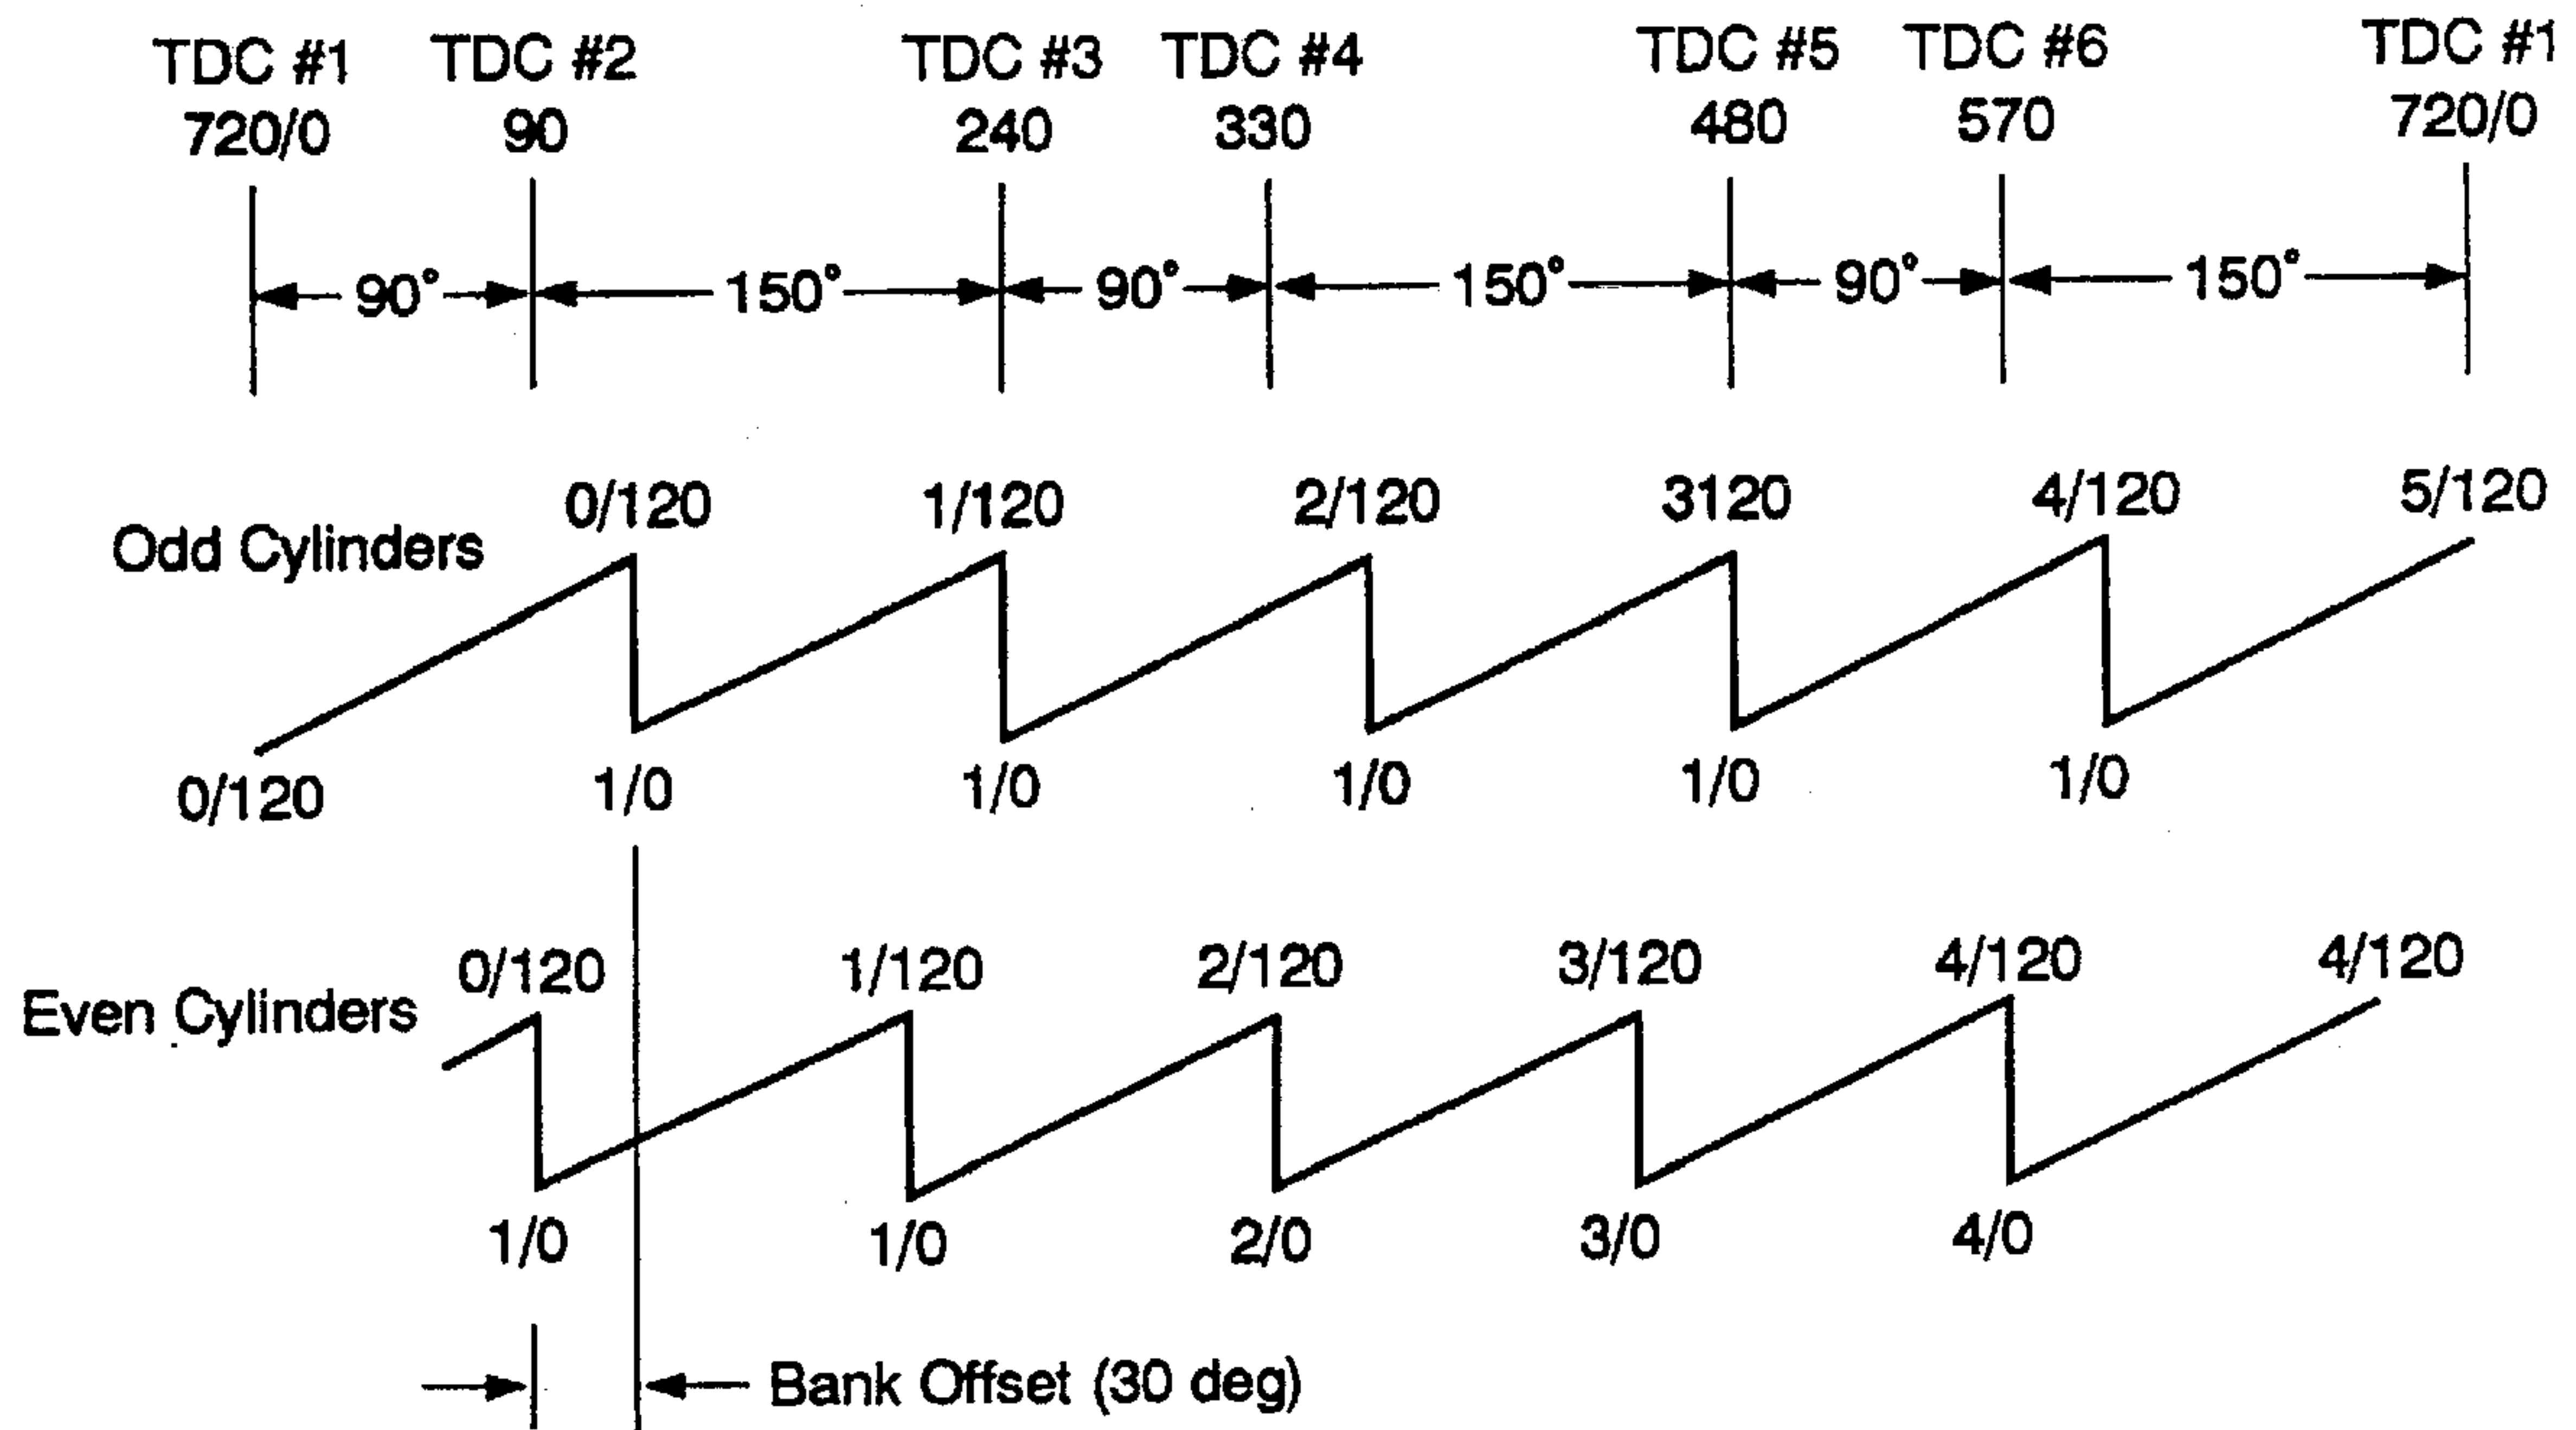 TDC #1 TDC #2 TDC #3 TDC #4 TDC #5 TDC #6 TDC #1
720/0 90 240 330 480 570 720/0
90° 150° 90° 150° 90° 150°
0/120 1/120 2/120 3120 4/120 5/120
Odd Cylinders
0/120 1/0 1/0 1/0 1/0 1/0
0/120 1/120 2/120 3/120 4/120 4/120
Even Cylinders
1/0 1/0 2/0 3/0 4/0
Bank Offset (30 deg)